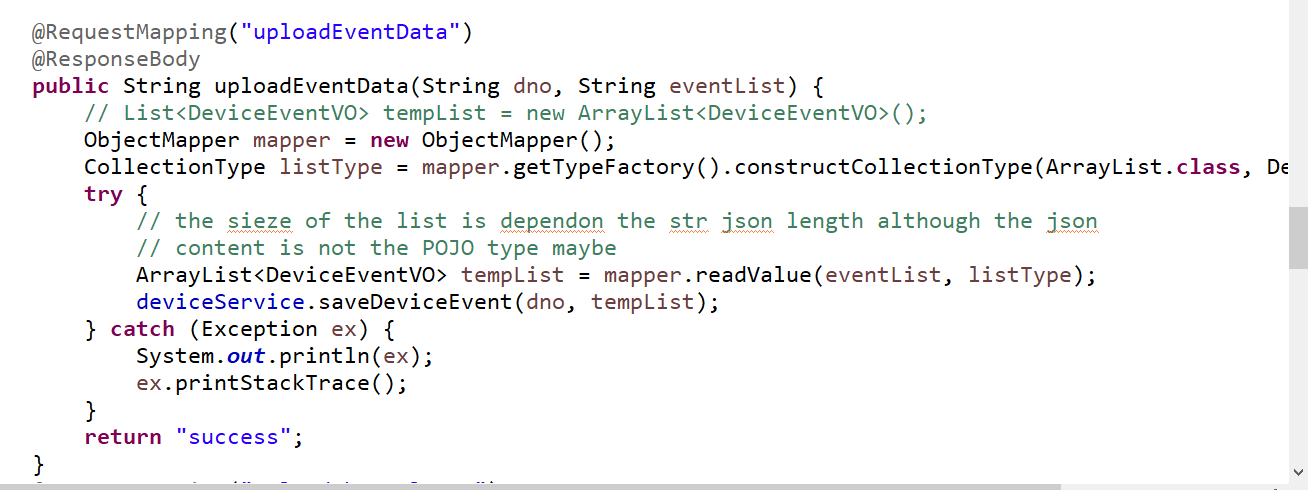 @RequestMapping("uploadEventData")
@ResponseBody
public String uploadEventData(String dno, String eventList) {
// List<DeviceEventVO> tempList = new ArrayList<DeviceEventVO>();
ObjectMapper mapper = new ObjectMapper();
CollectionType listType = mapper.getTypeFactory().constructCollectionType(ArrayList.class, De
try {
// the sieze of the list is dependon the str json length although the json
// content is not the POJO type maybe
ArrayList<DeviceEventVO> tempList = mapper.readValue(eventList, listType);
deviceService.saveDeviceEvent(dno, tempList);
} catch (Exception ex) {
System.out.println(ex);
ex.printStackTrace();
}
return "success";
}